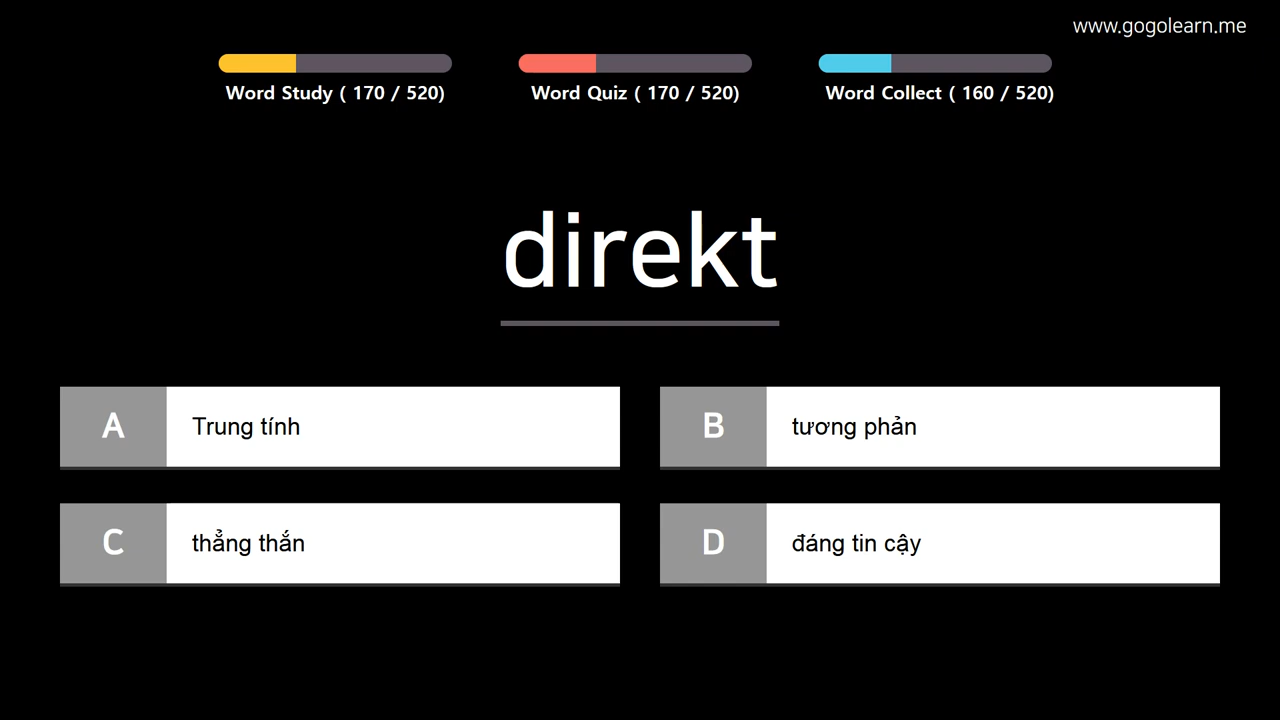 www.gogolearn.me
Word Study ( 170 / 520)
Word Quiz ( 170 / 520)
Word Collect ( 160 / 520)
direkt
A
Trung tính
B
tương phản
C
thẳng thắn
D
đáng tin cậy